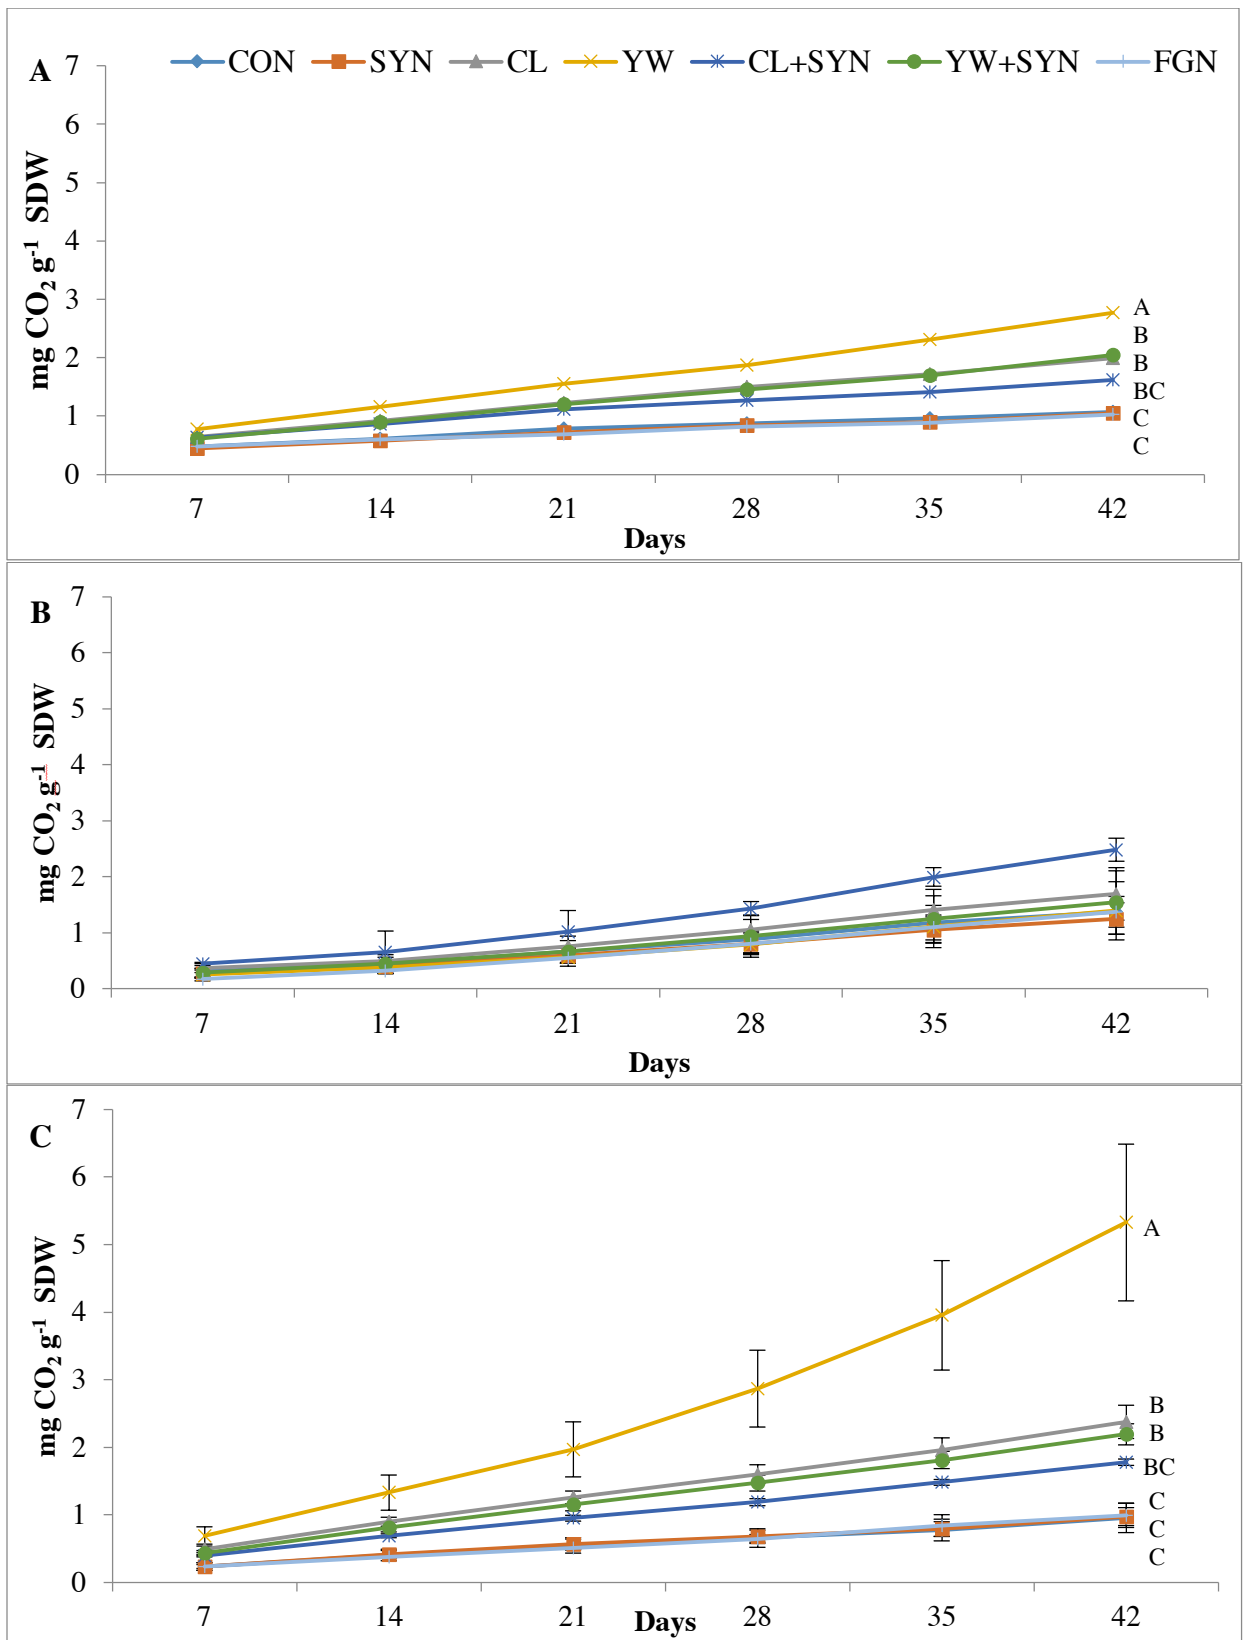 A
CON SYN CL YW CL+SYN YW+SYN FGN
mg CO₂ g⁻¹ SDW
7
6
5
4
3
2
1
0
A
B
B
BC
C
C
7 14 21 28 35 42
Days
B
mg CO₂ g⁻¹ SDW
7
6
5
4
3
2
1
0
7 14 21 28 35 42
Days
C
mg CO₂ g⁻¹ SDW
7
6
5
4
3
2
1
0
A
B
B
BC
C
C
C
7 14 21 28 35 42
Days